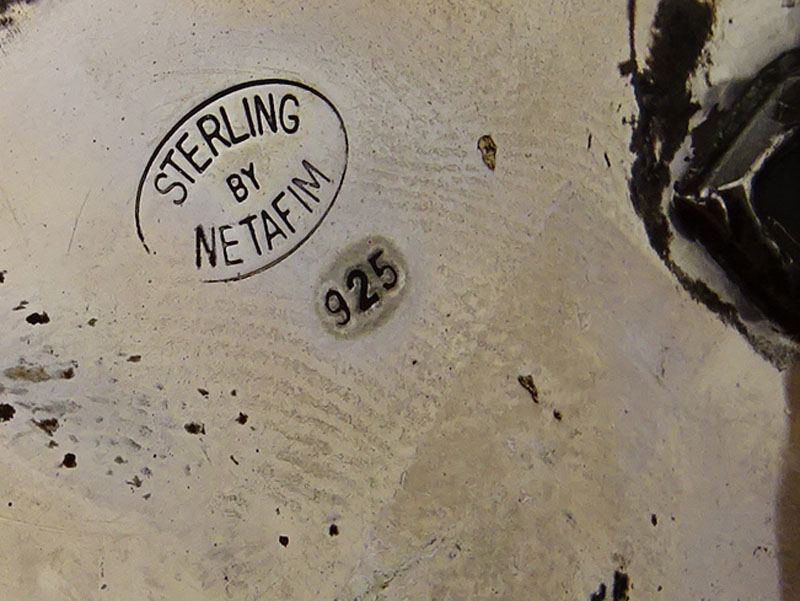 STERLING
BY
NETAFIM
925